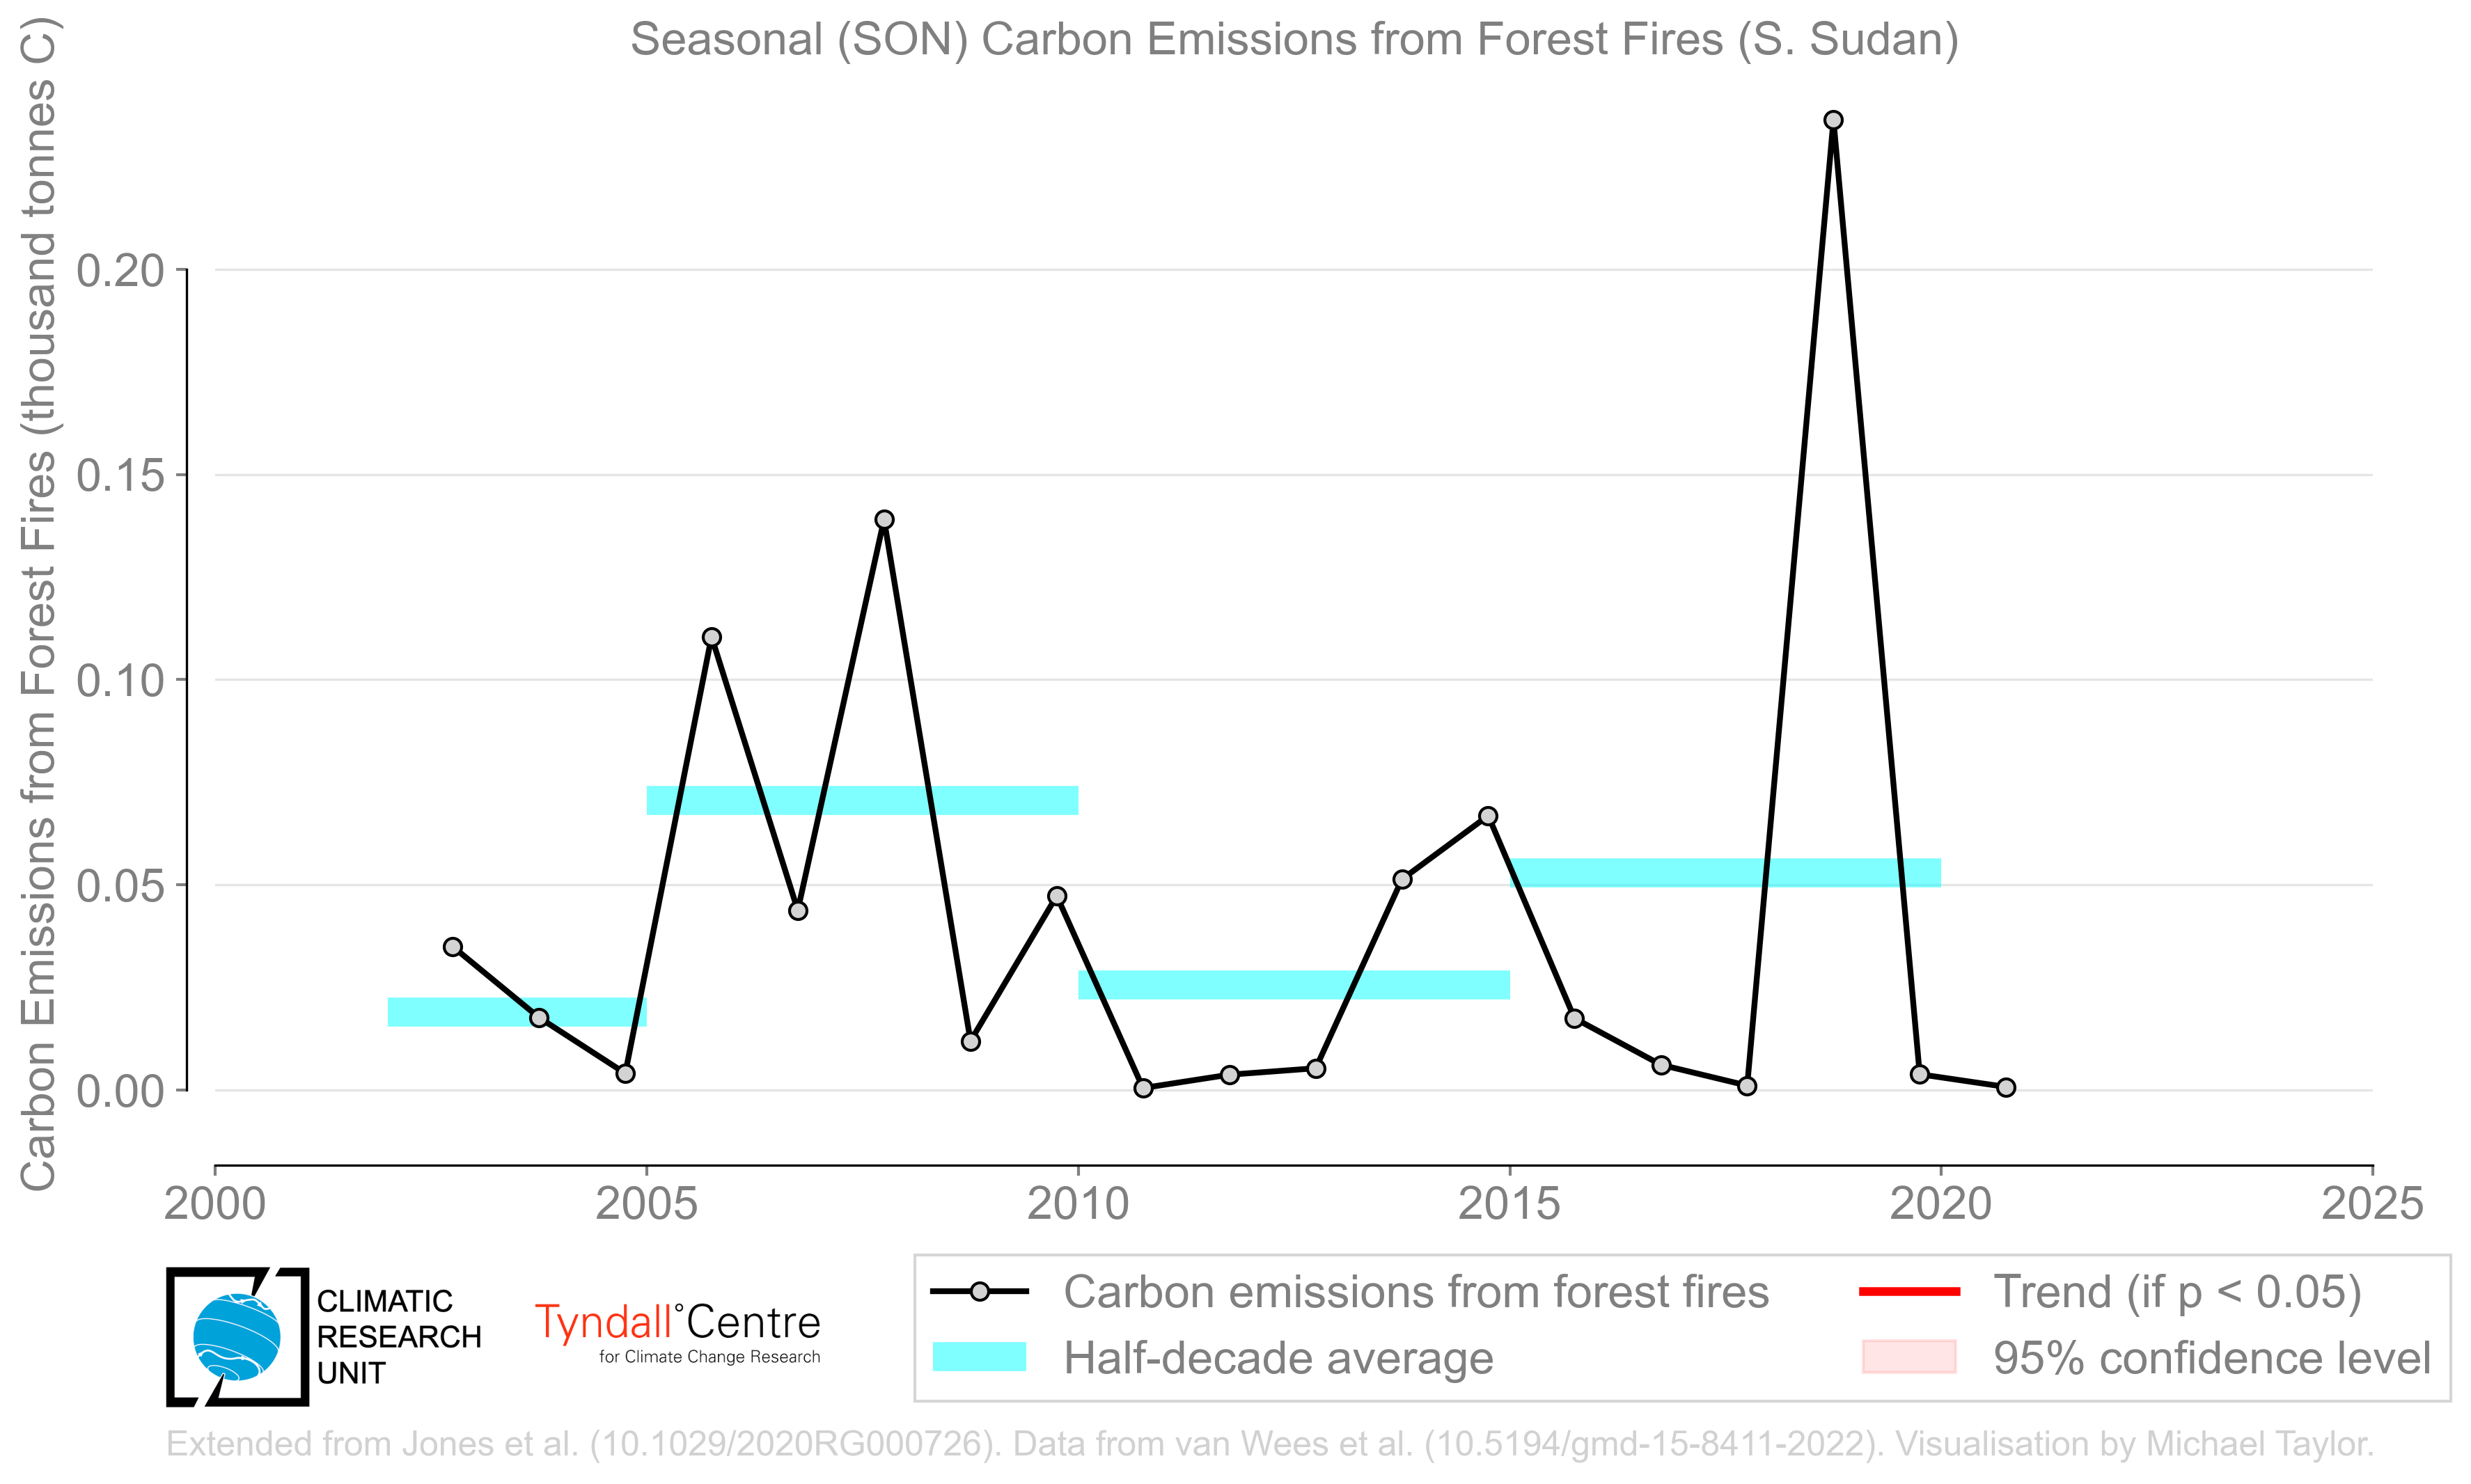 Seasonal (SON) Carbon Emissions from Forest Fires (S. Sudan)
Carbon Emissions from Forest Fires (thousand tonnes C)
0.20
0.15
0.10
0.05
0.00
2000 2005 2010 2015 2020 2025
CLIMATIC
RESEARCH
UNIT
Tyndall°Centre
for Climate Change Research
Carbon emissions from forest fires
Half-decade average
Trend (if p < 0.05)
95% confidence level
Extended from Jones et al. (10.1029/2020RG000726). Data from van Wees et al. (10.5194/gmd-15-8411-2022). Visualisation by Michael Taylor.